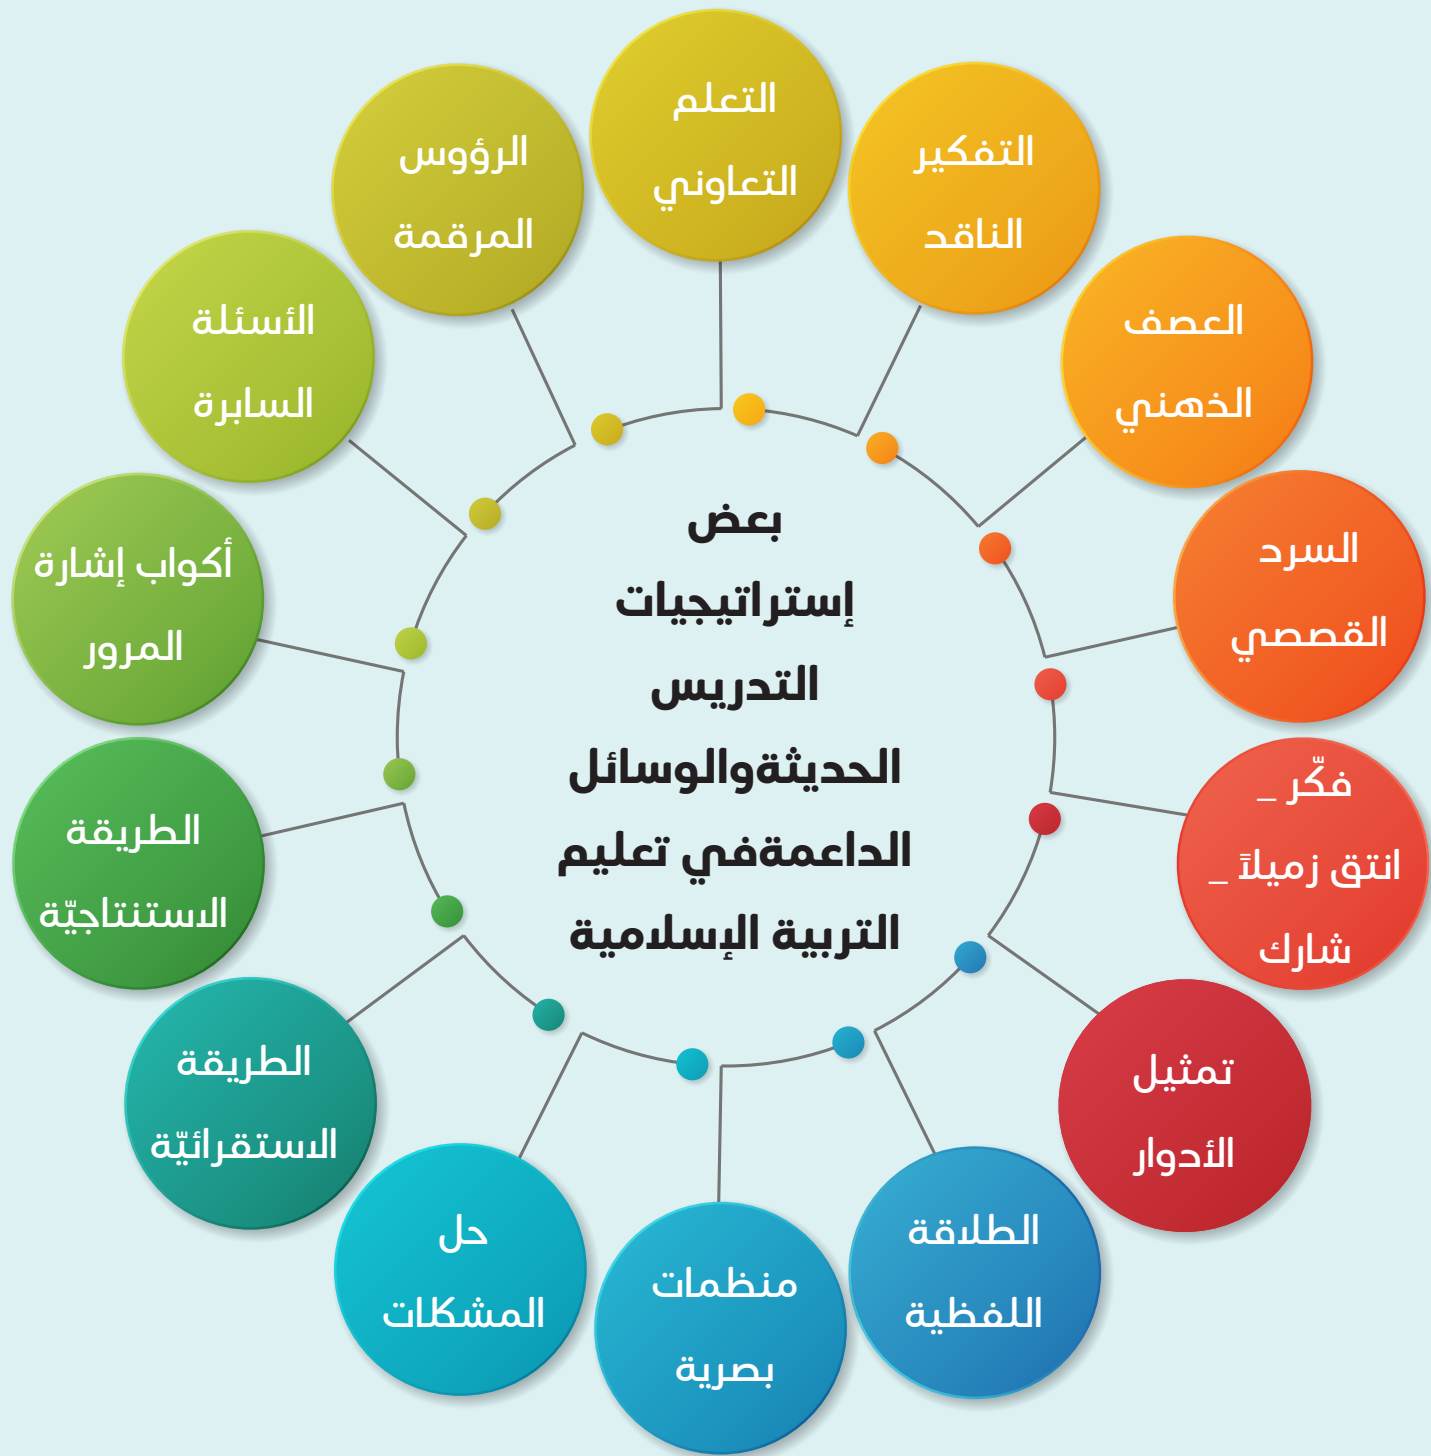 بعض
إستراتيجيات
التدريس
الحديثةوالوسائل
الداعمةفي تعليم
التربية الإسلامية
التعلم
التعاوني
التفكير
الناقد
العصف
الذهني
السرد
القصصي
فكّر _
انتق زميلاً _
شارك
تمثيل
الأدوار
الطلاقة
اللفظية
منظمات
بصرية
حل
المشكلات
الطريقة
الاستقرائيّة
الطريقة
الاستنتاجيّة
أكواب إشارة
المرور
الأسئلة
السابرة
الرؤوس
المرقمة